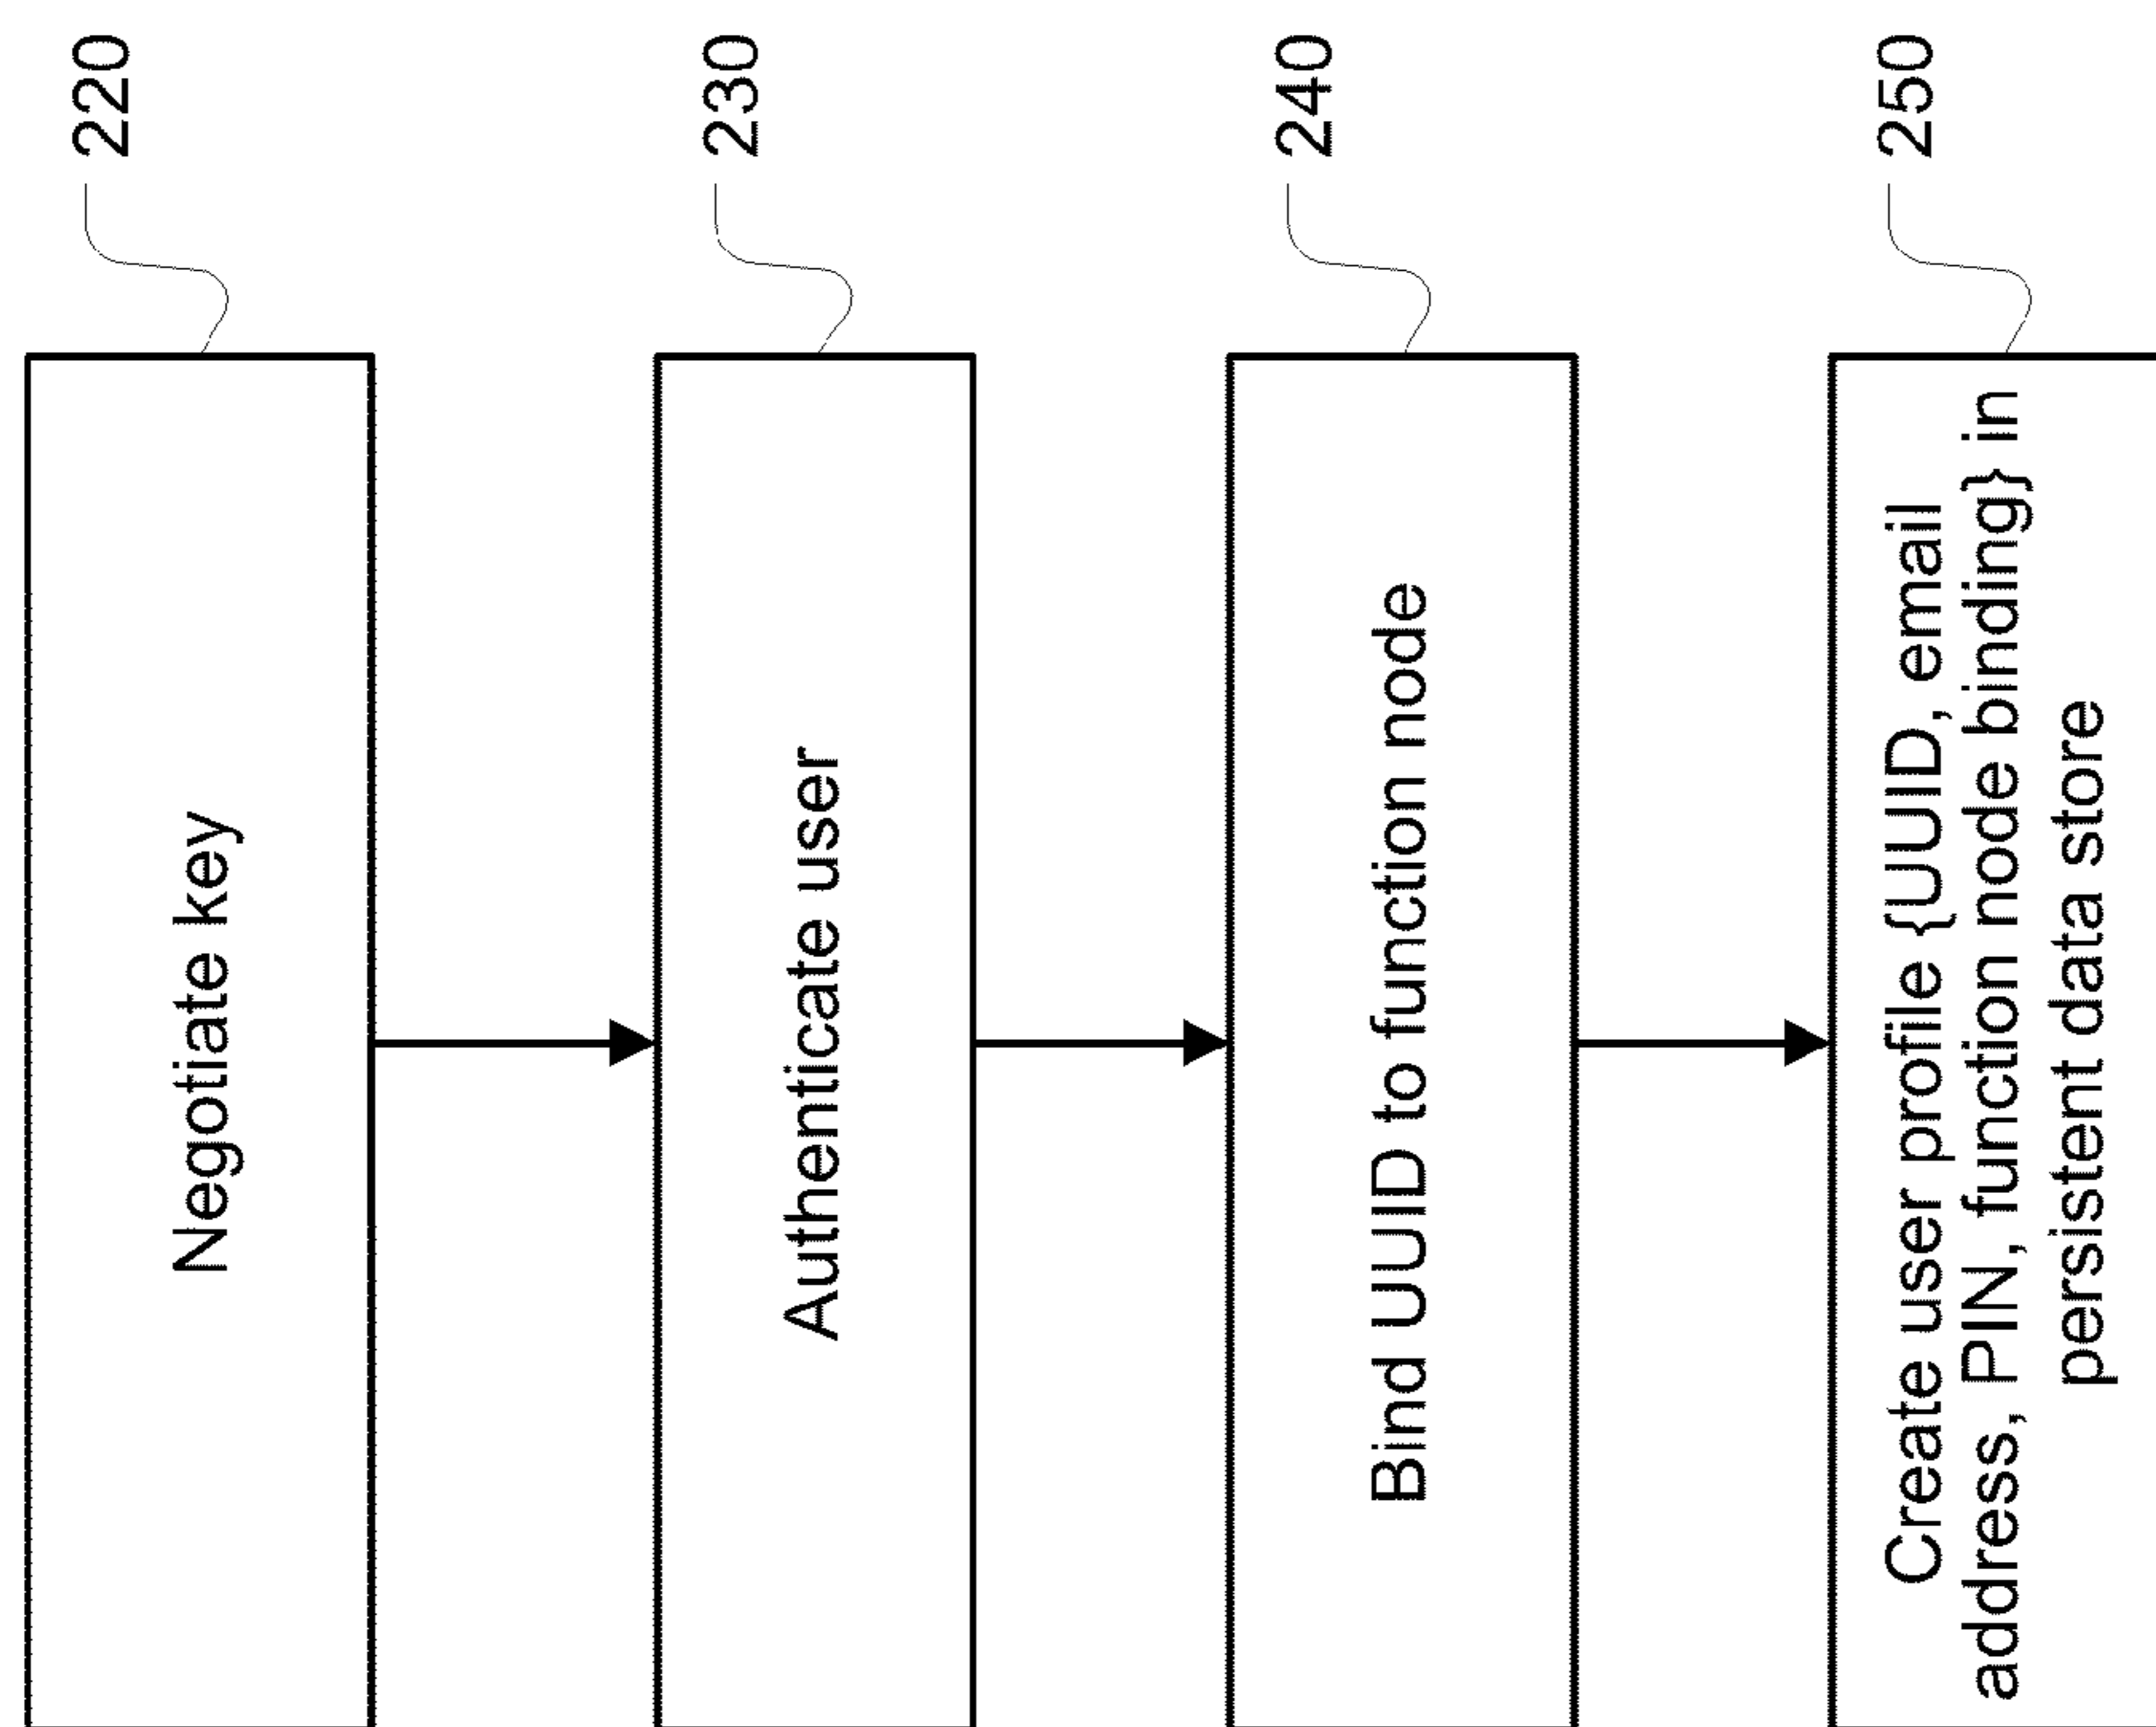 Negotiate key
220
Authenticate user
230
Bind UUID to function node
240
Create user profile {UUID, email
address, PIN, function node binding} in
persistent data store
250